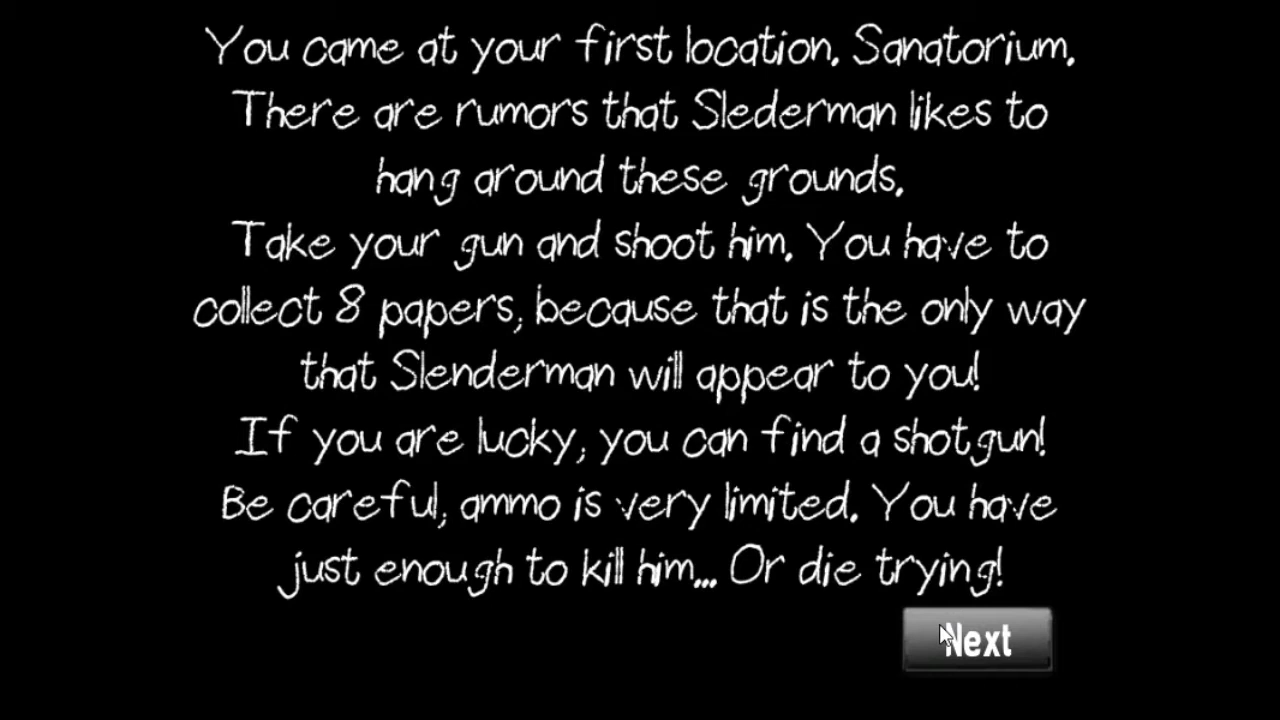 You came at your first location. Sanatorium.
There are rumors that Slederman likes to
hang around these grounds.
Take your gun and shoot him. You have to
collect 8 papers, because that is the only way
that Slenderman will appear to you!
If you are lucky, you can find a shotgun!
Be careful, ammo is very limited. You have
just enough to kill him... Or die trying!
Next